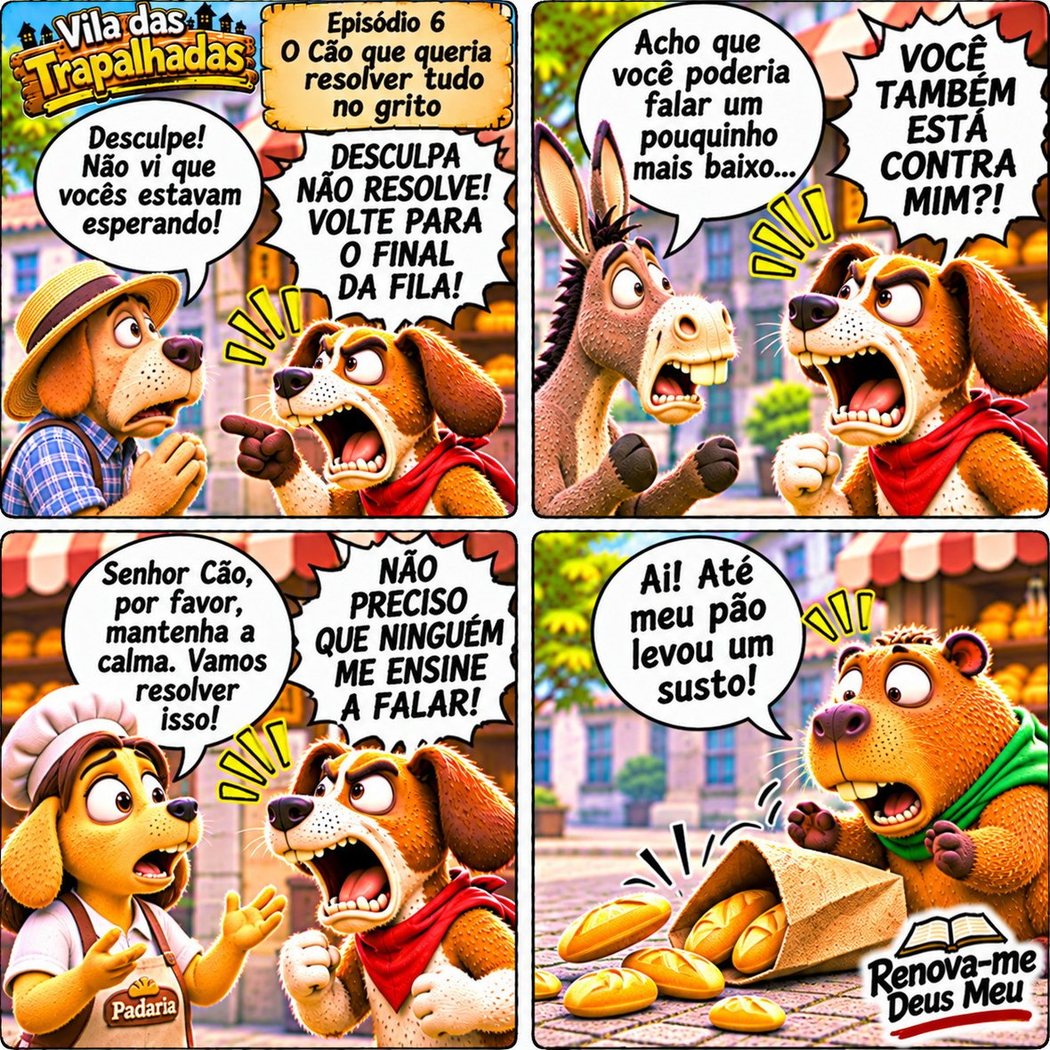 Vila das
Trapalhadas
Episódio 6
O Cão que queria
resolver tudo
no grito
Desculpe!
Não vi que
vocês estavam
esperando!
DESCULPA
NÃO RESOLVE!
VOLTE PARA
O FINAL
DA FILA!
Acho que
você poderia
falar um
pouquinho
mais baixo...
VOCÊ
TAMBÉM
ESTÁ
CONTRA
MIM?!
Senhor Cão,
por favor,
mantenha a
calma. Vamos
resolver
isso!
NÃO
PRECISO
QUE NINGUÉM
ME ENSINE
A FALAR!
Padaria
Ai! Até
meu pão
levou um
susto!
Renova-me
Deus Meu